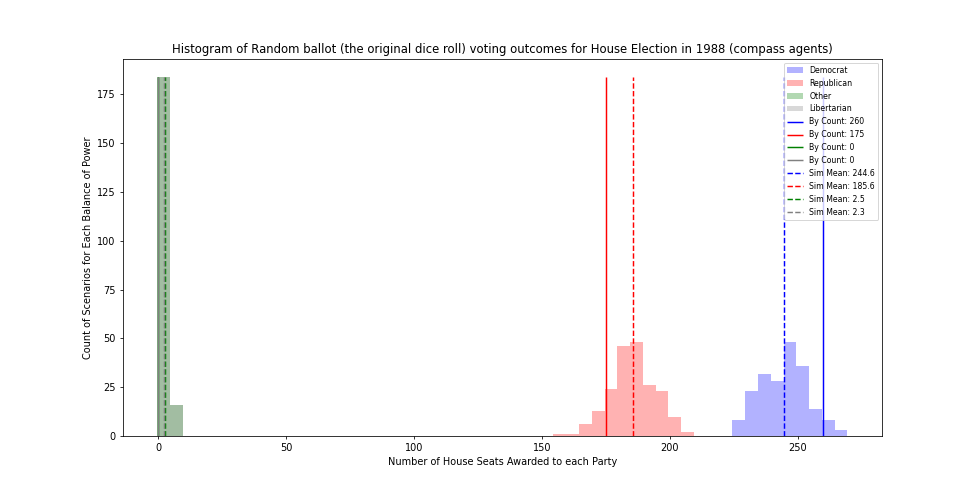 Histogram of Random ballot (the original dice roll) voting outcomes for House Election in 1988 (compass agents)
Democrat
Republican
Other
Libertarian
By Count: 260
By Count: 175
By Count: 0
By Count: 0
Sim Mean: 244.6
Sim Mean: 185.6
Sim Mean: 2.5
Sim Mean: 2.3
Count of Scenarios for Each Balance of Power
175
150
125
100
75
50
25
0
0 50 100 150 200 250
Number of House Seats Awarded to each Party